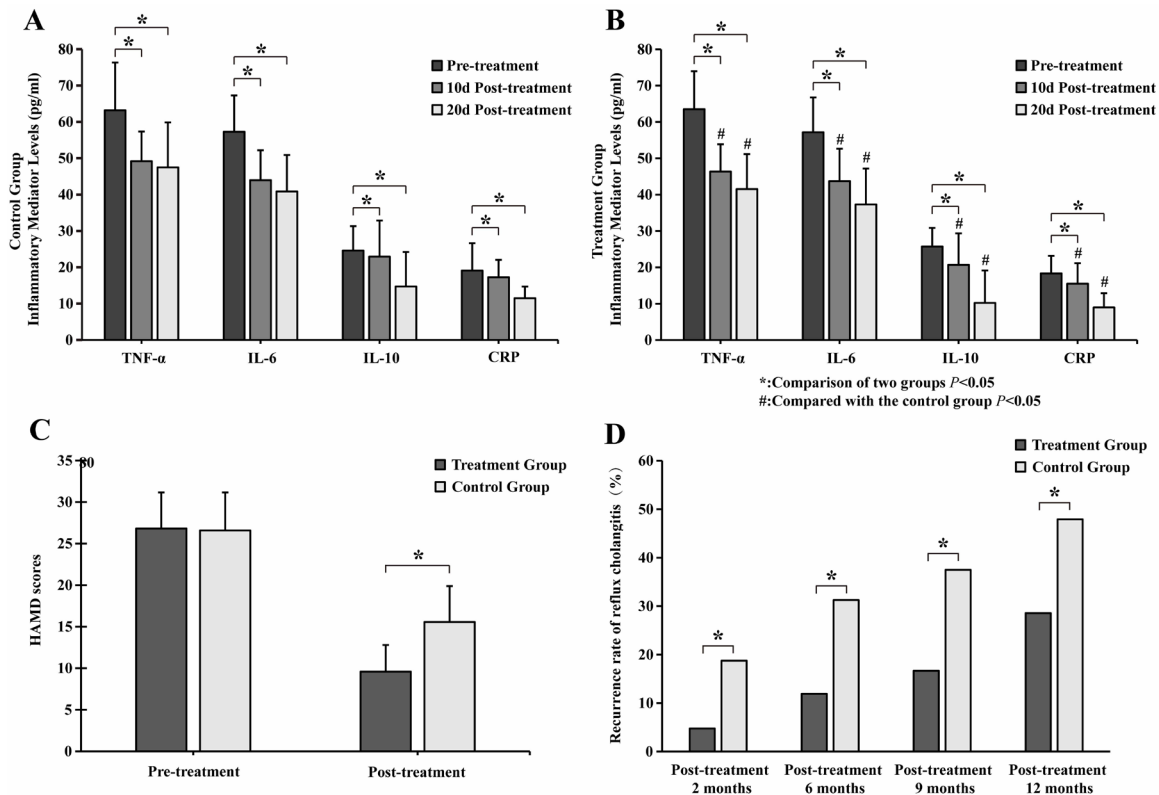 A
Control Group
Inflammatory Mediator Levels (pg/ml)
80
70
60
50
40
30
20
10
0
*
*
*
*
*
*
*
*
Pre-treatment
10d Post-treatment
20d Post-treatment
TNF-α IL-6 IL-10 CRP
B
Treatment Group
Inflammatory Mediator Levels (pg/ml)
80
70
60
50
40
30
20
10
0
*
*
# #
*
*
# #
*
*
# #
*
*
# #
Pre-treatment
10d Post-treatment
20d Post-treatment
TNF-α IL-6 IL-10 CRP
*:Comparison of two groups P<0.05
#:Compared with the control group P<0.05
C
HAMD scores
35
80
30
25
20
15
10
5
0
*
Treatment Group
Control Group
Pre-treatment Post-treatment
D
Recurrence rate of reflux cholangitis (%)
60
50
40
30
20
10
0
*
*
*
*
Treatment Group
Control Group
Post-treatment Post-treatment Post-treatment Post-treatment
2 months 6 months 9 months 12 months